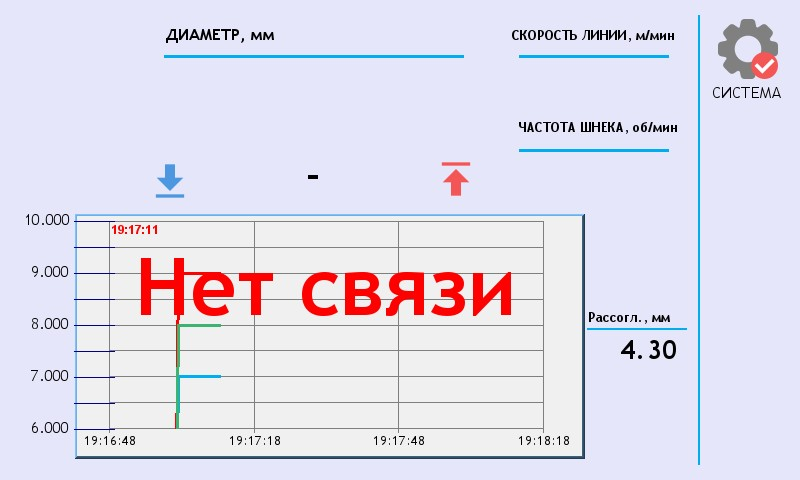 ДИАМЕТР, мм
СКОРОСТЬ ЛИНИИ, м/мин
СИСТЕМА
ЧАСТОТА ШНЕКА, об/мин
-
10.000
19:17:11
9.000
Нет связи
8.000
Рассогл., мм
4.30
7.000
6.000
19:16:48 19:17:18 19:17:48 19:18:18